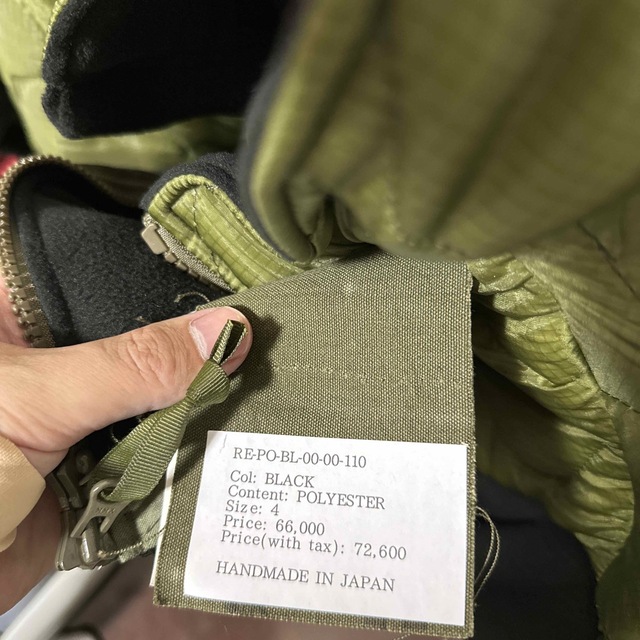 RE-PO-BL-00-00-110
Col: BLACK
Content: POLYESTER
Size: 4
Price: 66,000
Price(with tax): 72,600
HANDMADE IN JAPAN